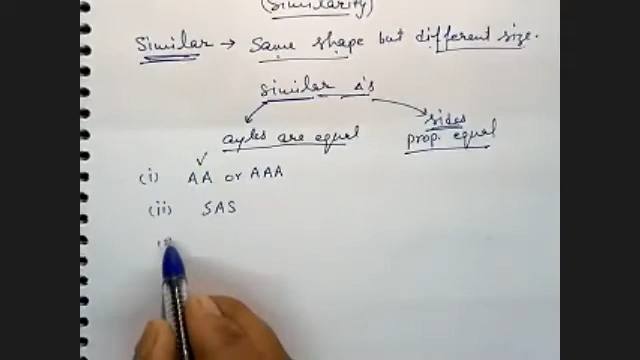 (Similarity)
Similar → Same shape but different size.
Similar Δ's
angles are equal
sides
prop. equal
(i) AA or AAA
(ii) SAS